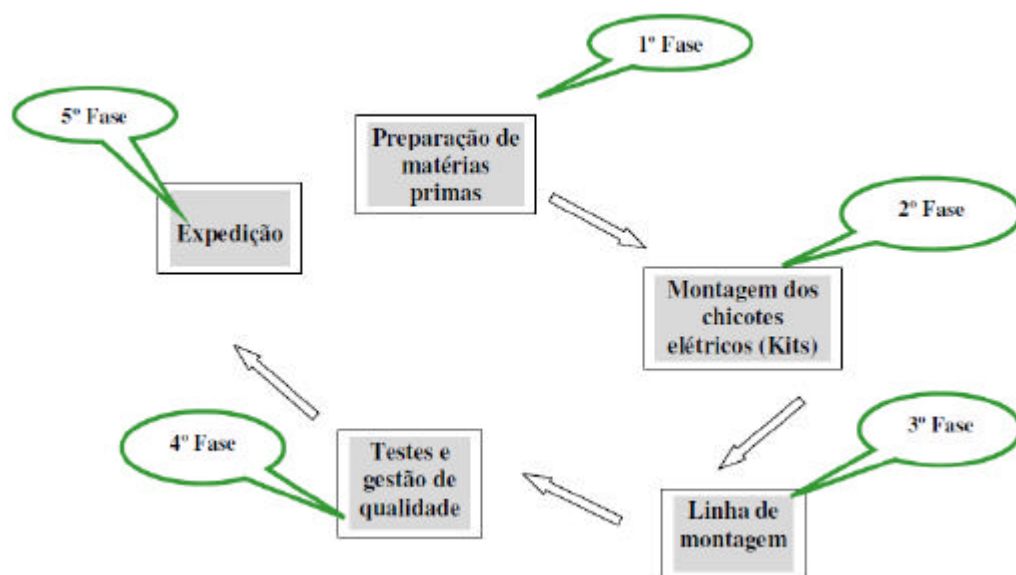 1º Fase
Preparação de
matérias
primas
2º Fase
Montagem dos
chicotes
elétricos (Kits)
3º Fase
Linha de
montagem
4º Fase
Testes e
gestão de
qualidade
5º Fase
Expedição